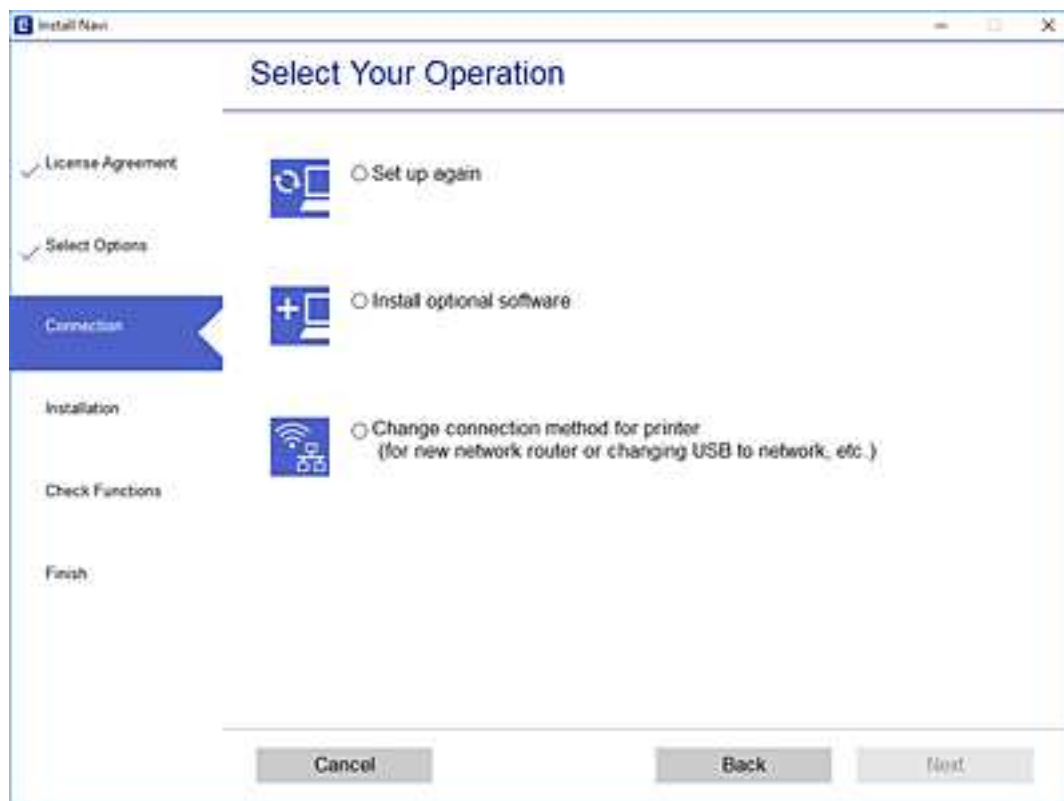 Install Navi
Select Your Operation
License Agreement
Select Options
Connection
Installation
Check Functions
Finish
Set up again
Install optional software
Change connection method for printer
(for new network router or changing USB to network, etc.)
Cancel
Back
Next